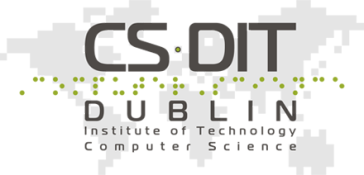 CS·DIT
DUBLIN
Institute of Technology
Computer Science